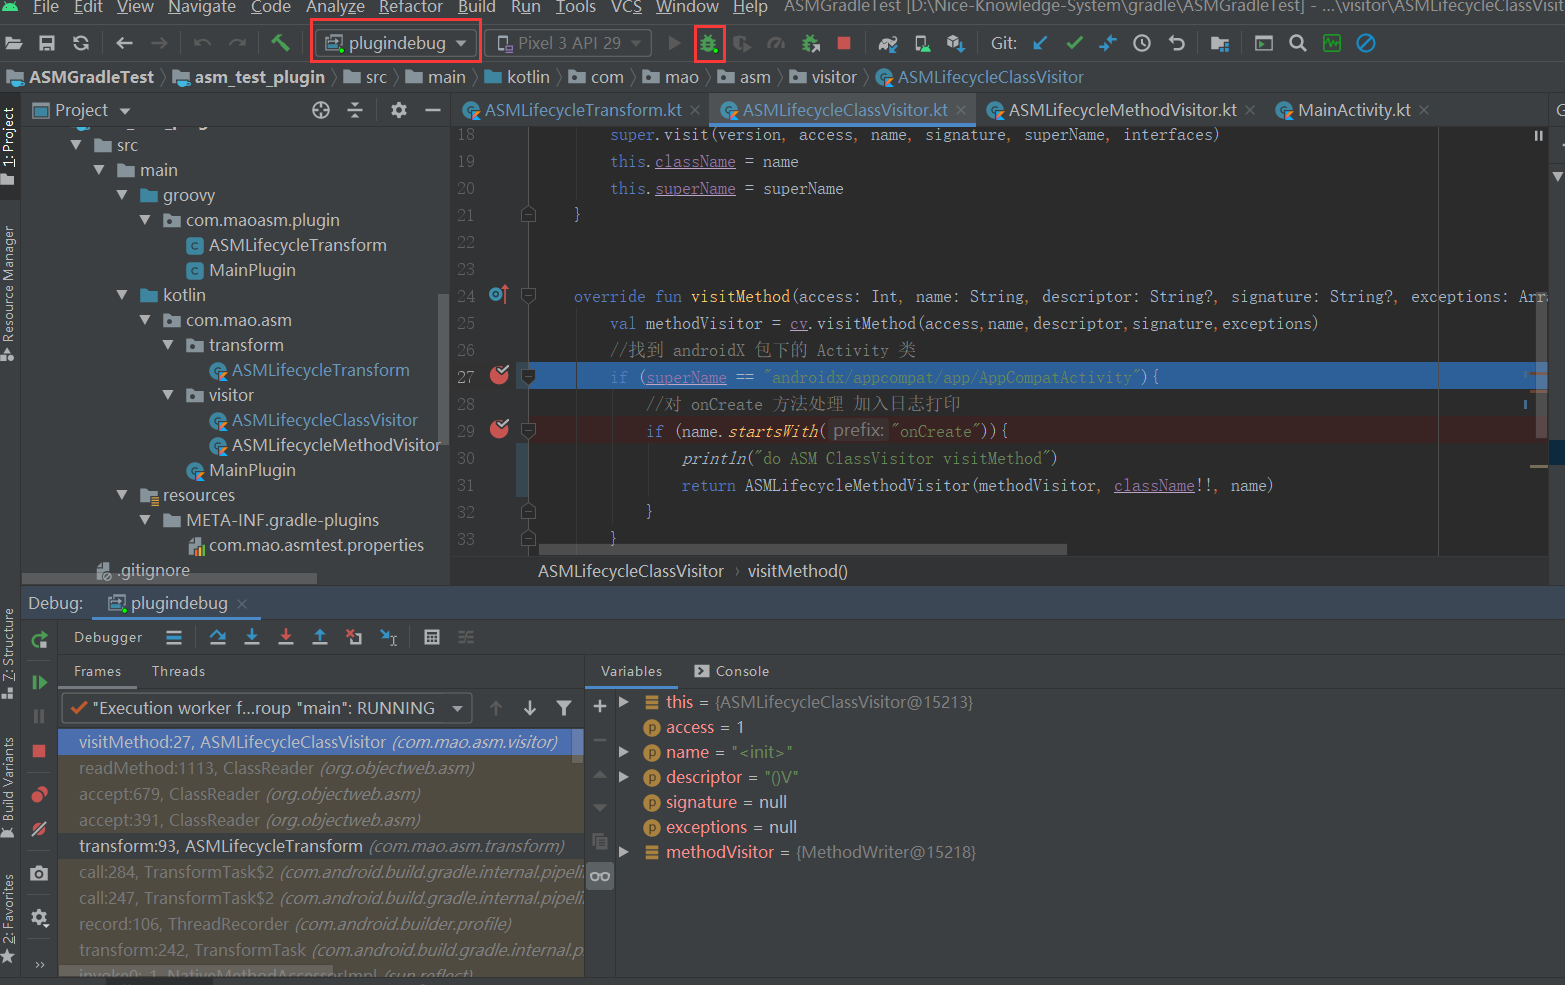 File Edit View Navigate Code Analyze Refactor Build Run Tools VCS Window Help ASMGradleTest [D:\Nice-Knowledge-System\gradle\ASMGradleTest] - ...\visitor\ASMLifecycleClassVisit
plugindebug Pixel 3 API 29 Git:
ASMGradleTest asm_test_plugin src main kotlin com mao asm visitor ASMLifecycleClassVisitor
Project
ASMLifecycleTransform.kt ASMLifecycleClassVisitor.kt ASMLifecycleMethodVisitor.kt MainActivity.kt
1: Project
Resource Manager
7: Structure
Build Variants
2: Favorites
src
main
groovy
com.maoasm.plugin
ASMLifecycleTransform
MainPlugin
kotlin
com.mao.asm
transform
ASMLifecycleTransform
visitor
ASMLifecycleClassVisitor
ASMLifecycleMethodVisitor
MainPlugin
resources
META-INF.gradle-plugins
com.mao.asmtest.properties
.gitignore
18 super.visit(version, access, name, signature, superName, interfaces)
19 this.className = name
20 this.superName = superName
21 }
22
23
24 override fun visitMethod(access: Int, name: String, descriptor: String?, signature: String?, exceptions: Arra
25 val methodVisitor = cv.visitMethod(access,name,descriptor,signature,exceptions)
26 //找到 androidX 包下的 Activity 类
27 if (superName == "androidx/appcompat/app/AppCompatActivity"){
28 //对 onCreate 方法处理 加入日志打印
29 if (name.startsWith( prefix: "onCreate")){
30 println("do ASM ClassVisitor visitMethod")
31 return ASMLifecycleMethodVisitor(methodVisitor, className!!, name)
32 }
33 }
ASMLifecycleClassVisitor › visitMethod()
Debug: plugindebug
Debugger
Frames Threads
"Execution worker f...roup "main": RUNNING
visitMethod:27, ASMLifecycleClassVisitor (com.mao.asm.visitor)
readMethod:1113, ClassReader (org.objectweb.asm)
accept:679, ClassReader (org.objectweb.asm)
accept:391, ClassReader (org.objectweb.asm)
transform:93, ASMLifecycleTransform (com.mao.asm.transform)
call:284, TransformTask$2 (com.android.build.gradle.internal.pipeli
call:247, TransformTask$2 (com.android.build.gradle.internal.pipeli
record:106, ThreadRecorder (com.android.builder.profile)
transform:242, TransformTask (com.android.build.gradle.internal.p
invoke0:-1, NativeMethodAccessorImpl (sun.reflect)
Variables Console
this = {ASMLifecycleClassVisitor@15213}
access = 1
name = "<init>"
descriptor = "()V"
signature = null
exceptions = null
methodVisitor = {MethodWriter@15218}